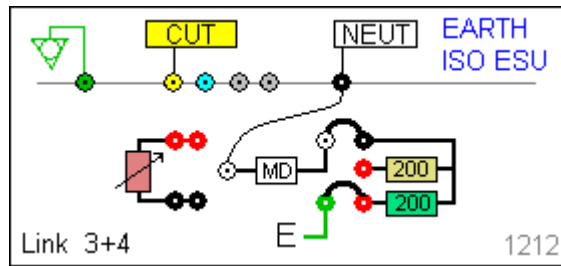 CUT
NEUT
EARTH
ISO ESU
MD
200
200
E
Link 3+4
1212